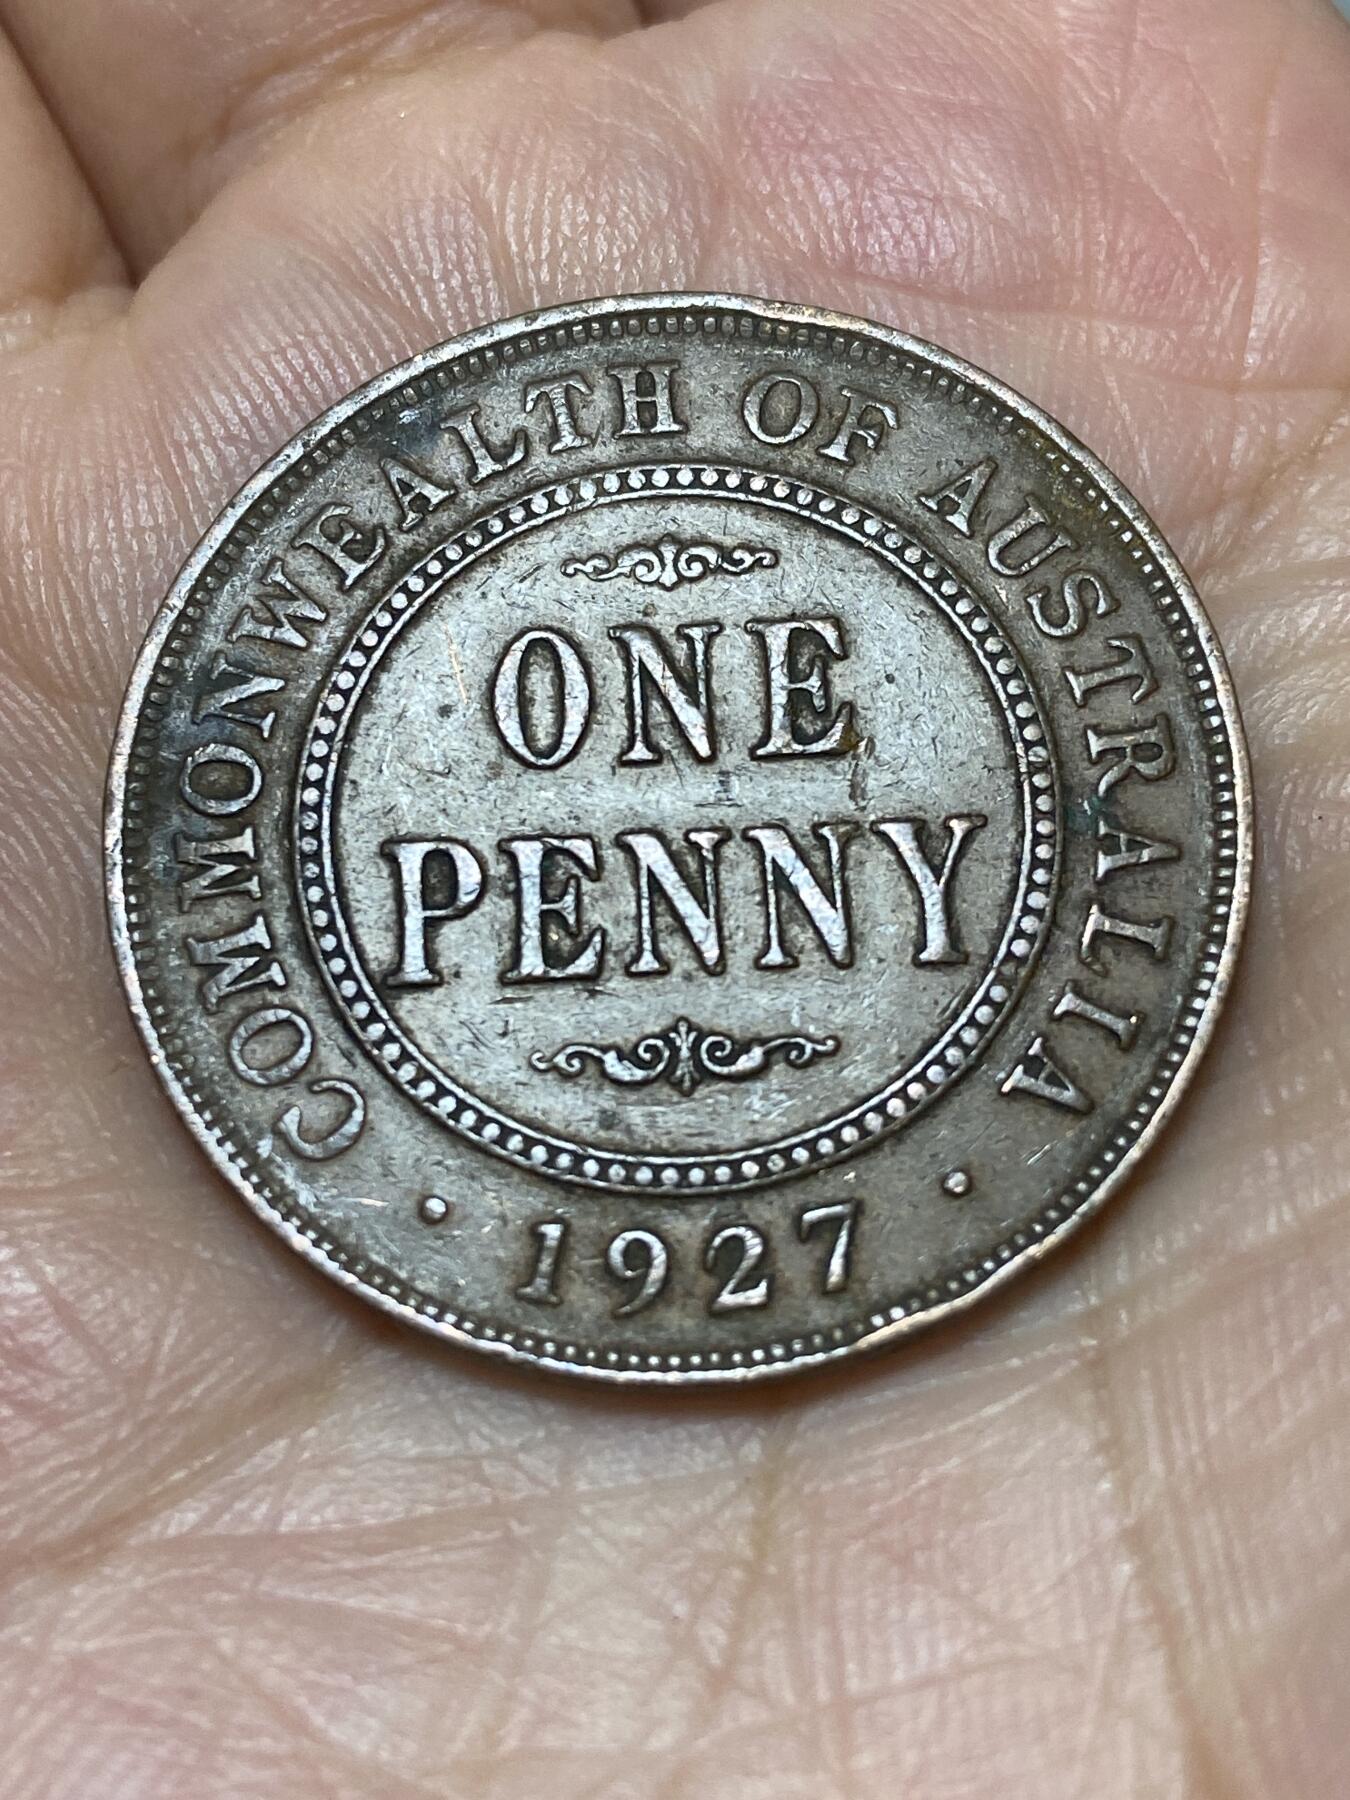 COMMONWEALTH OF AUSTRALIA
ONE
PENNY
· 1927 ·